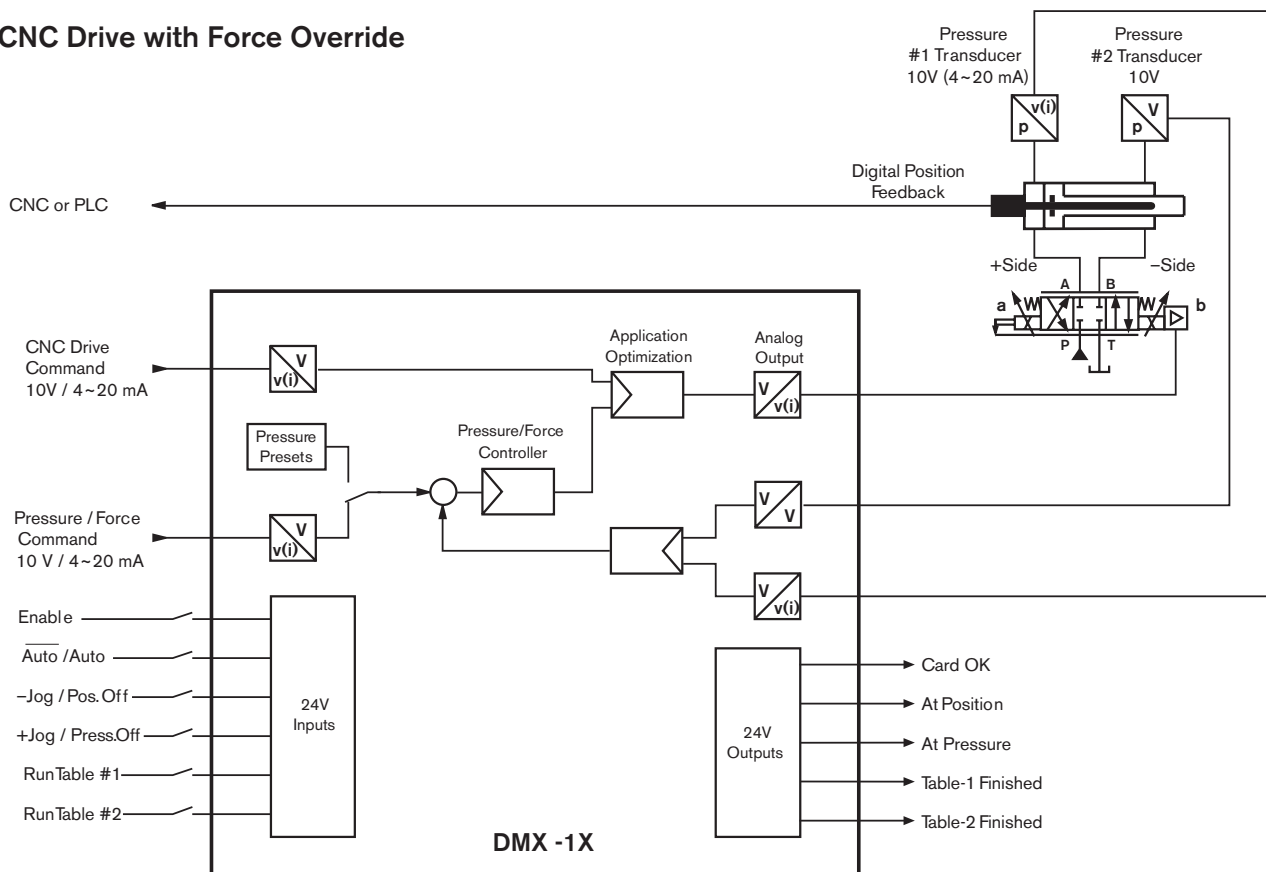 CNC Drive with Force Override
Pressure
#1 Transducer
10V (4~20 mA)
Pressure
#2 Transducer
10V
v(i)
p
V
p
Digital Position
Feedback
CNC or PLC
+Side
–Side
A
B
a
b
P
T
CNC Drive
Command
10V / 4~20 mA
V
v(i)
Application
Optimization
Analog
Output
V
v(i)
Pressure
Presets
Pressure/Force
Controller
Pressure / Force
Command
10 V / 4~20 mA
V
v(i)
V
V
V
v(i)
Enable
Auto /Auto
–Jog / Pos. Off
+Jog / Press.Off
Run Table #1
Run Table #2
24V
Inputs
24V
Outputs
Card OK
At Position
At Pressure
Table-1 Finished
Table-2 Finished
DMX -1X